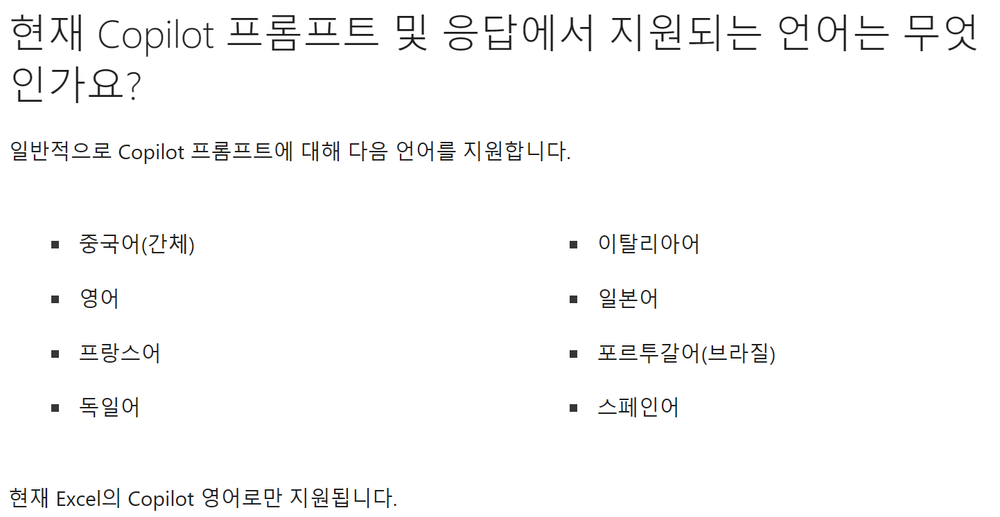 현재 Copilot 프롬프트 및 응답에서 지원되는 언어는 무엇
인가요?
일반적으로 Copilot 프롬프트에 대해 다음 언어를 지원합니다.
▪ 중국어(간체)
▪ 영어
▪ 프랑스어
▪ 독일어
▪ 이탈리아어
▪ 일본어
▪ 포르투갈어(브라질)
▪ 스페인어
현재 Excel의 Copilot 영어로만 지원됩니다.